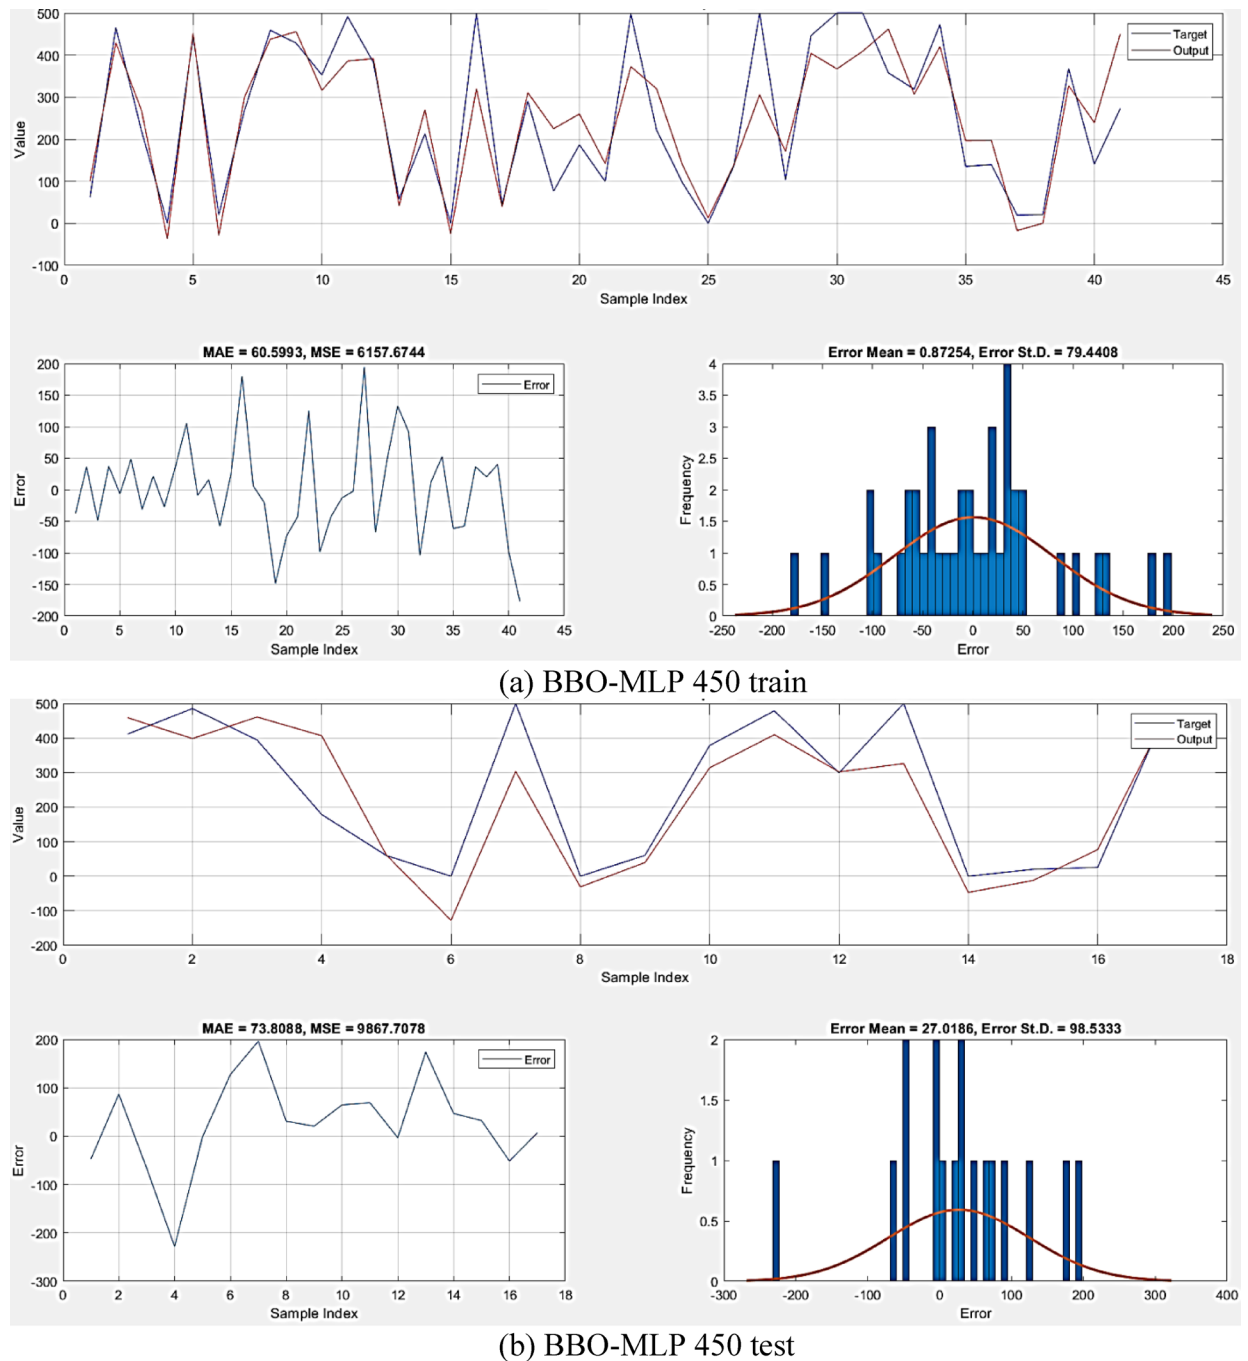 500
400
300
200
100
0
-100
Value
Target
Output
0 5 10 15 20 25 30 35 40 45
Sample Index
MAE = 60.5993, MSE = 6157.6744
200
150
100
50
0
-50
-100
-150
-200
Error
Error
0 5 10 15 20 25 30 35 40 45
Sample Index
Error Mean = 0.87254, Error St.D. = 79.4408
4
3.5
3
2.5
2
1.5
1
0.5
0
Frequency
-250 -200 -150 -100 -50 0 50 100 150 200 250
Error
(a) BBO-MLP 450 train
500
400
300
200
100
0
-100
-200
Value
Target
Output
0 2 4 6 8 10 12 14 16 18
Sample Index
MAE = 73.8088, MSE = 9867.7078
200
100
0
-100
-200
-300
Error
Error
0 2 4 6 8 10 12 14 16 18
Sample Index
Error Mean = 27.0186, Error St.D. = 98.5333
2
1.5
1
0.5
0
Frequency
-300 -200 -100 0 100 200 300 400
Error
(b) BBO-MLP 450 test